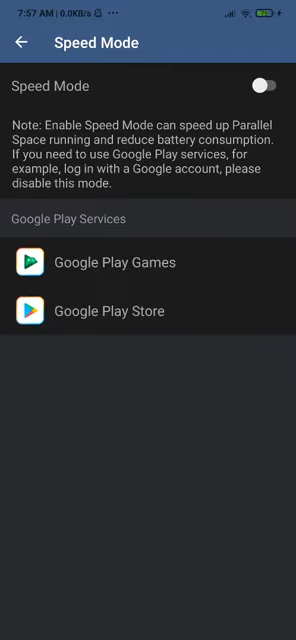 7:57 AM | 0.0KB/s
Speed Mode
Speed Mode
Note: Enable Speed Mode can speed up Parallel
Space running and reduce battery consumption.
If you need to use Google Play services, for
example, log in with a Google account, please
disable this mode.
Google Play Services
Google Play Games
Google Play Store